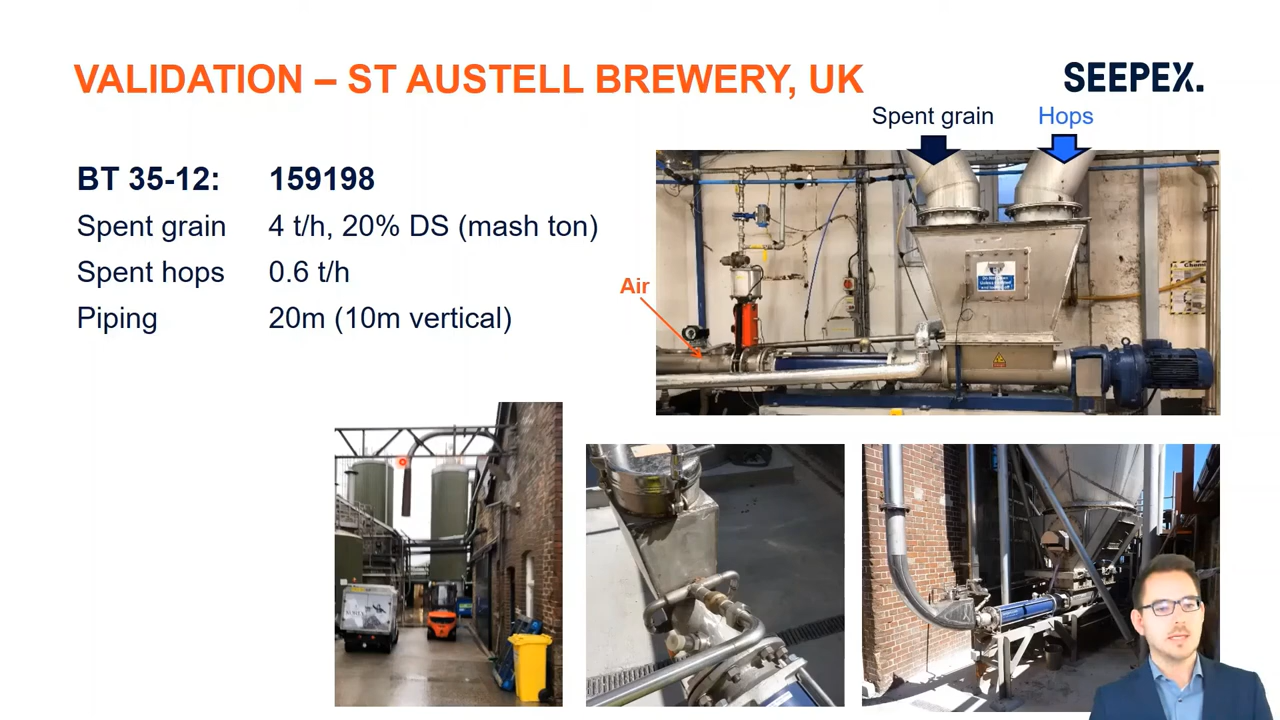 VALIDATION – ST AUSTELL BREWERY, UK
SEEPEX.
Spent grain
Hops
BT 35-12: 159198
Spent grain 4 t/h, 20% DS (mash ton)
Spent hops 0.6 t/h
Piping 20m (10m vertical)
Air